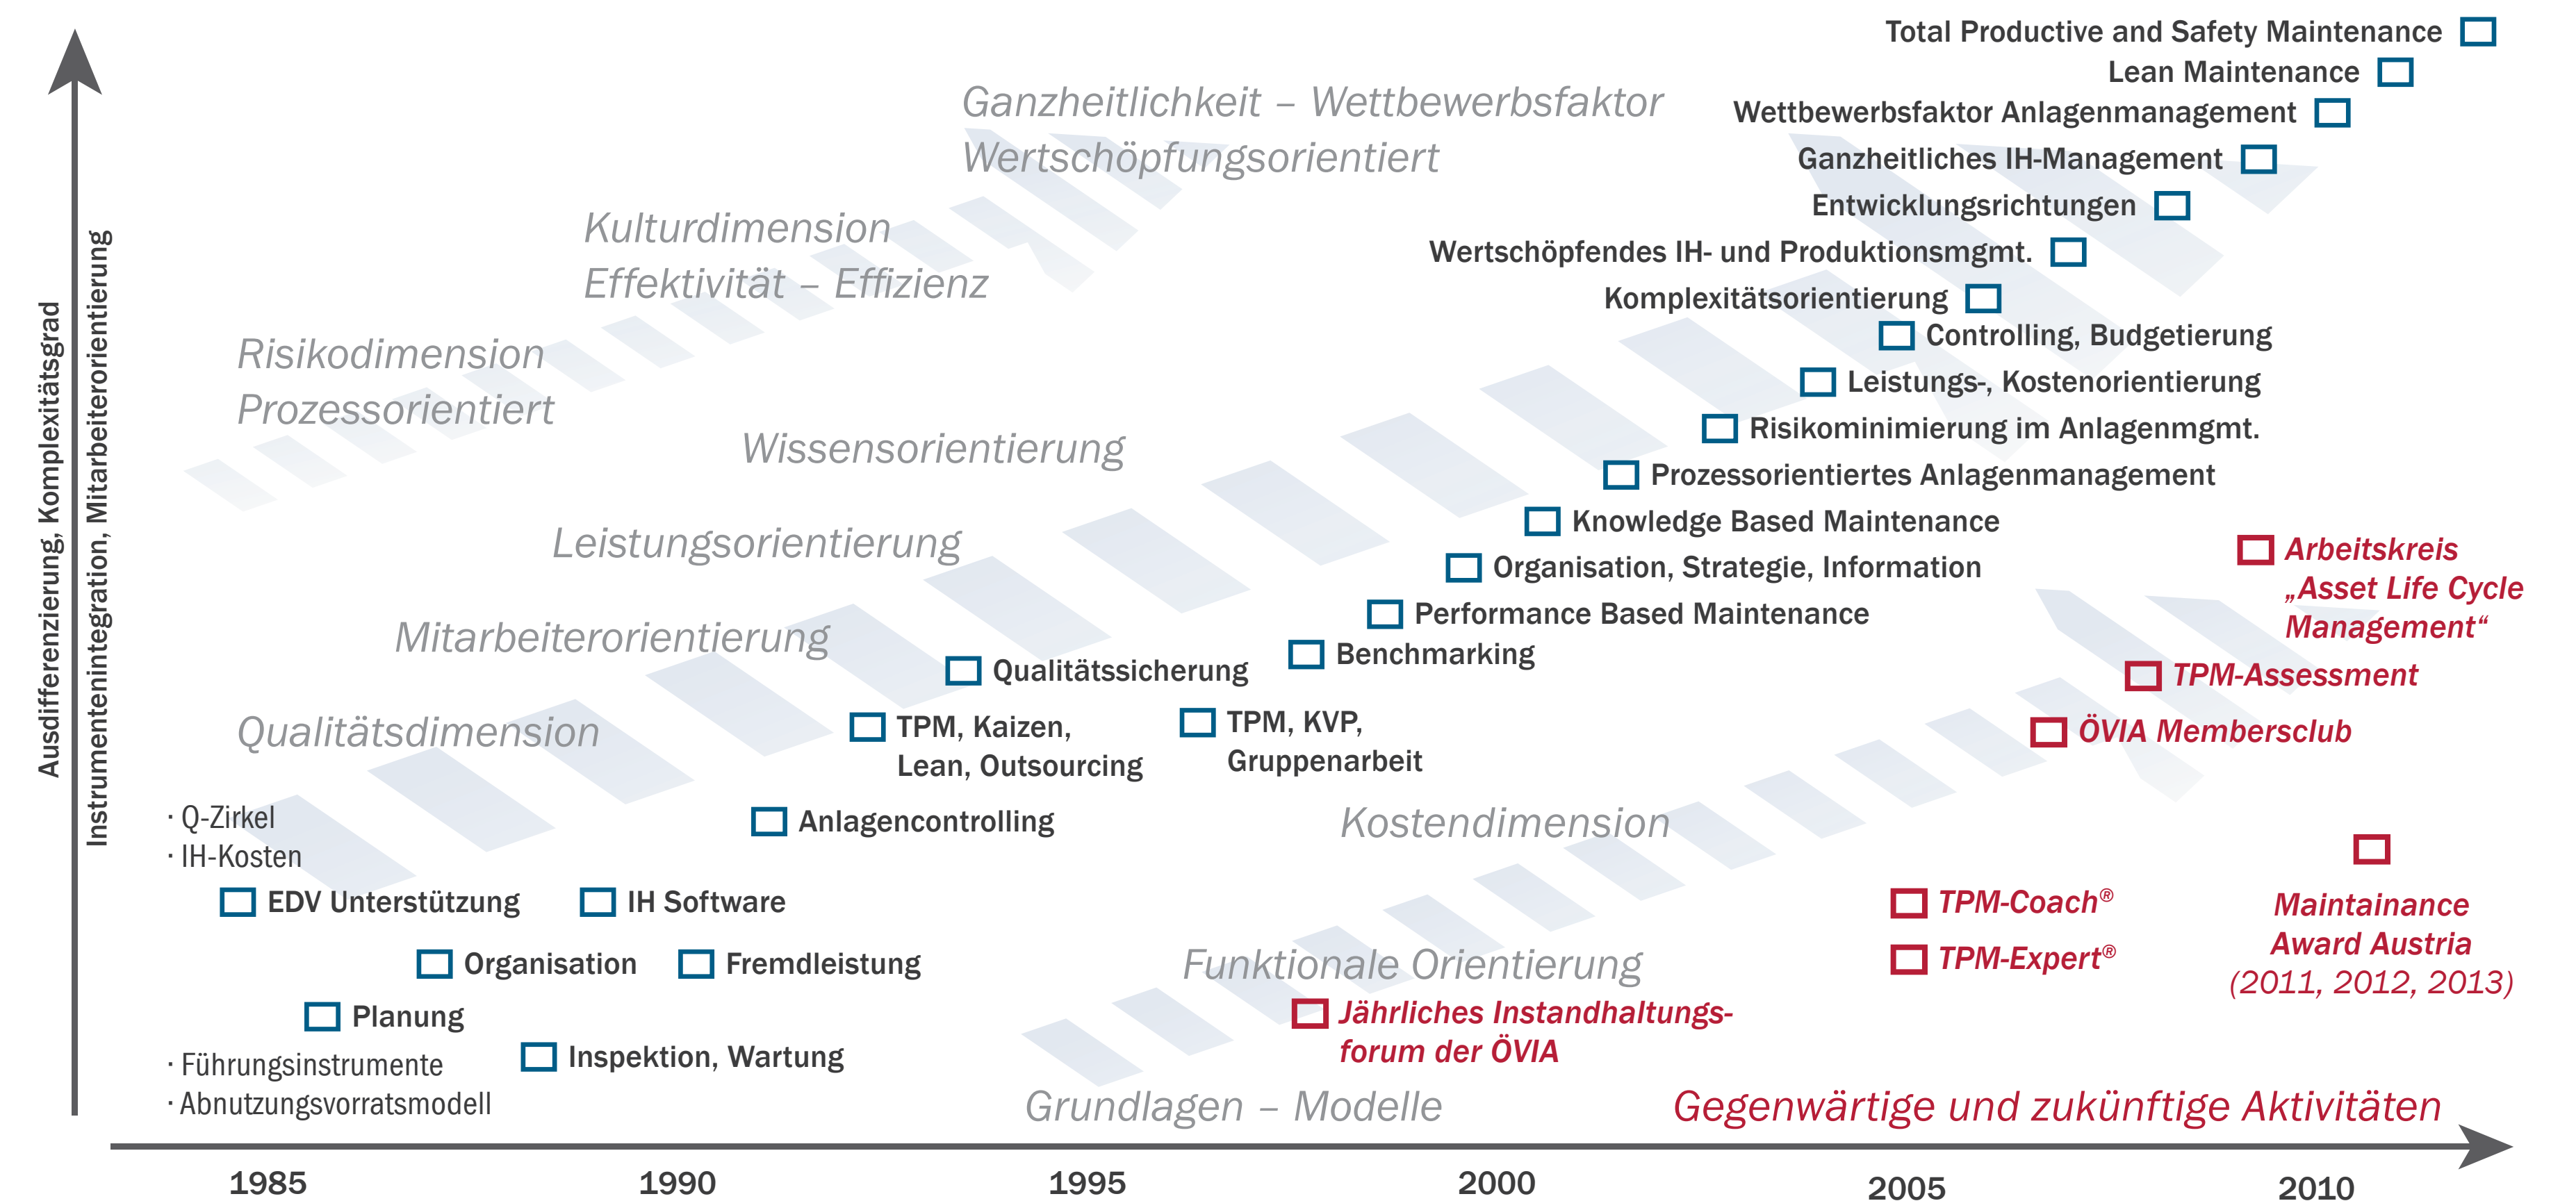 Total Productive and Safety Maintenance
Lean Maintenance
Ganzheitlichkeit – Wettbewerbsfaktor
Wertschöpfungsorientiert
Wettbewerbsfaktor Anlagenmanagement
Ganzheitliches IH-Management
Entwicklungsrichtungen
Kulturdimension
Effektivität – Effizienz
Wertschöpfendes IH- und Produktionsmgmt.
Komplexitätsorientierung
Controlling, Budgetierung
Risikodimension
Prozessorientiert
Leistungs-, Kostenorientierung
Risikominimierung im Anlagenmgmt.
Wissensorientierung
Prozessorientiertes Anlagenmanagement
Knowledge Based Maintenance
Leistungsorientierung
Organisation, Strategie, Information
Arbeitskreis
„Asset Life Cycle
Management“
Performance Based Maintenance
Mitarbeiterorientierung
Benchmarking
Qualitätssicherung
TPM-Assessment
Qualitätsdimension
TPM, Kaizen,
Lean, Outsourcing
TPM, KVP,
Gruppenarbeit
ÖVIA Membersclub
· Q-Zirkel
· IH-Kosten
Anlagencontrolling
Kostendimension
EDV Unterstützung
IH Software
TPM-Coach®
Maintainance
Award Austria
(2011, 2012, 2013)
Organisation
Fremdleistung
Funktionale Orientierung
TPM-Expert®
Planung
Jährliches Instandhaltungs-
forum der ÖVIA
Inspektion, Wartung
· Führungsinstrumente
· Abnutzungsvorratsmodell
Grundlagen – Modelle
Gegenwärtige und zukünftige Aktivitäten
Ausdifferenzierung, Komplexitätsgrad
Instrumentenintegration, Mitarbeiterorientierung
1985
1990
1995
2000
2005
2010